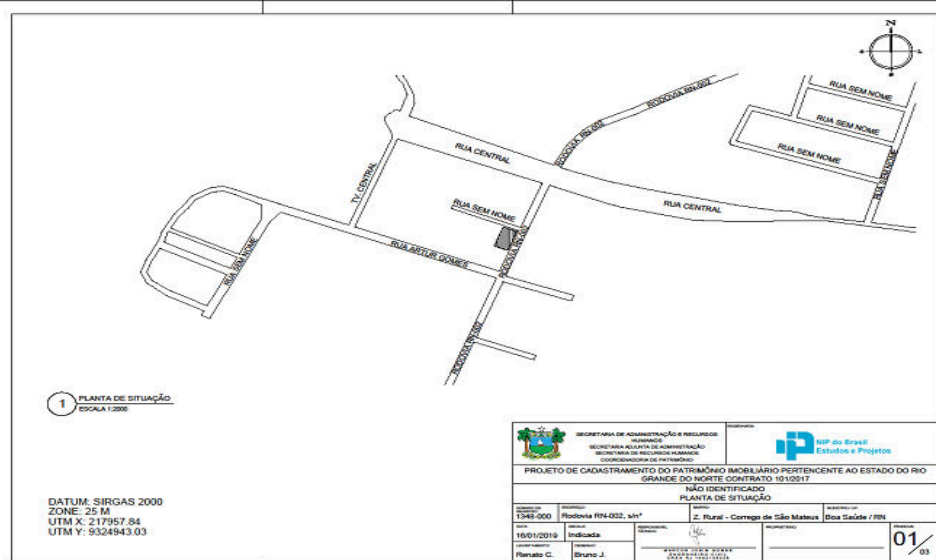 N
RUA SEM NOME
RUA SEM NOME
RUA SEM NOME
RUA SEM NOME
RODOVIA RN-002
RODOVIA RN-002
RUA CENTRAL
RUA CENTRAL
TV. CENTRAL
RUA SEM NOME
RODOVIA RN-002
RUA ARTUR GOMES
RUA SEM NOME
RODOVIA RN-002
1 PLANTA DE SITUAÇÃO
ESCALA 1:2000
DATUM: SIRGAS 2000
ZONE: 25 M
UTM X: 217957.84
UTM Y: 9324943.03
SECRETARIA DE ADMINISTRAÇÃO E RECURSOS
HUMANOS
SECRETARIA ADJUNTA DE ADMINISTRAÇÃO
SECRETARIA DE RECURSOS HUMANOS
COORDENADORIA DE PATRIMÔNIO
NIP do Brasil
Estudos e Projetos
PROJETO DE CADASTRAMENTO DO PATRIMÔNIO IMOBILIÁRIO PERTENCENTE AO ESTADO DO RIO
GRANDE DO NORTE CONTRATO 101/2017
NÃO IDENTIFICADO
PLANTA DE SITUAÇÃO
1348-000
Rodovia RN-002, s/nº
Z. Rural - Corrego de São Mateus
Boa Saúde / RN
DATA
16/01/2019
ESCALA
Indicada
Renato C.
Bruno J.
01/03